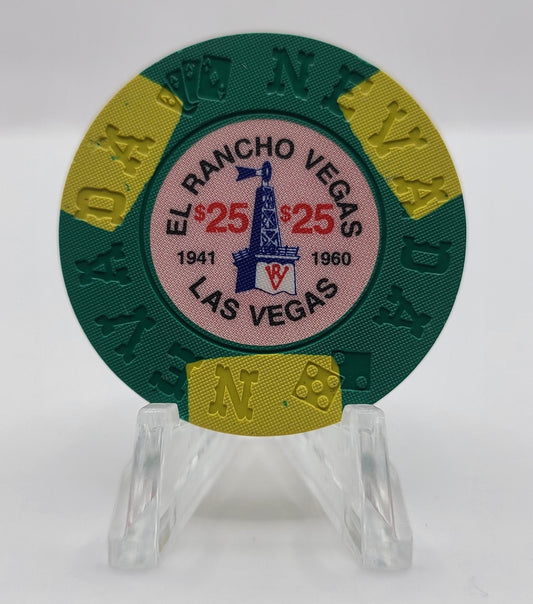 NEVADA
EL RANCHO VEGAS
$25 $25
1941 1960
RV
LAS VEGAS
NEVADA